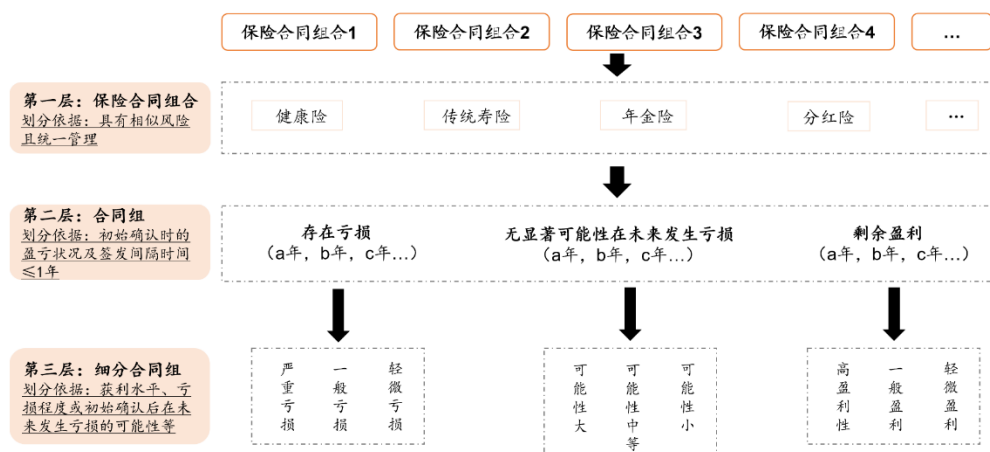 保险合同组合1
保险合同组合2
保险合同组合3
保险合同组合4
…
第一层：保险合同组合
划分依据：具有相似风险
且统一管理
健康险
传统寿险
年金险
分红险
…
第二层：合同组
划分依据：初始确认时的
盈亏状况及签发间隔时间
≤1年
存在亏损
（a年，b年，c年…）
无显著可能性在未来发生亏损
（a年，b年，c年…）
剩余盈利
（a年，b年，c年…）
第三层：细分合同组
划分依据：获利水平、亏
损程度或初始确认后在未
来发生亏损的可能性等
严重亏损
一般亏损
轻微亏损
可能性大
可能性中等
可能性小
高盈利性
一般盈利
轻微盈利